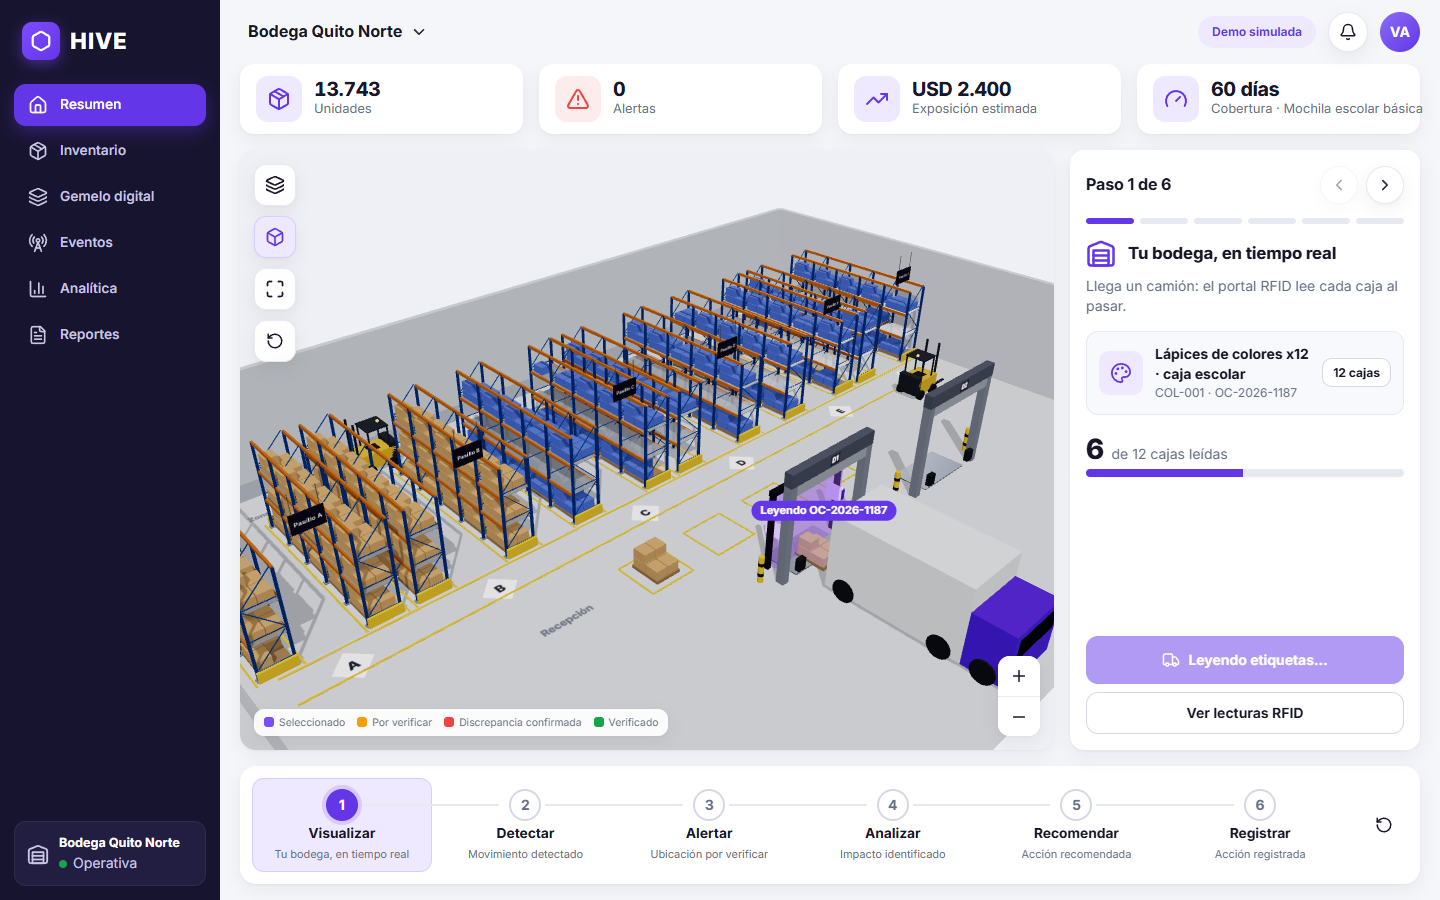 HIVE
Resumen
Inventario
Gemelo digital
Eventos
Analítica
Reportes
Bodega Quito Norte
Operativa
Bodega Quito Norte
Demo simulada
VA
13.743
Unidades
0
Alertas
USD 2.400
Exposición estimada
60 días
Cobertura · Mochila escolar básica
Pasillo A
Pasillo B
Pasillo C
A
B
C
D
E
01
02
Leyendo OC-2026-1187
Recepción
Seleccionado
Por verificar
Discrepancia confirmada
Verificado
+
−
Paso 1 de 6
Tu bodega, en tiempo real
Llega un camión: el portal RFID lee cada caja al
pasar.
Lápices de colores x12
· caja escolar
COL-001 · OC-2026-1187
12 cajas
6 de 12 cajas leídas
Leyendo etiquetas...
Ver lecturas RFID
1
Visualizar
Tu bodega, en tiempo real
2
Detectar
Movimiento detectado
3
Alertar
Ubicación por verificar
4
Analizar
Impacto identificado
5
Recomendar
Acción recomendada
6
Registrar
Acción registrada